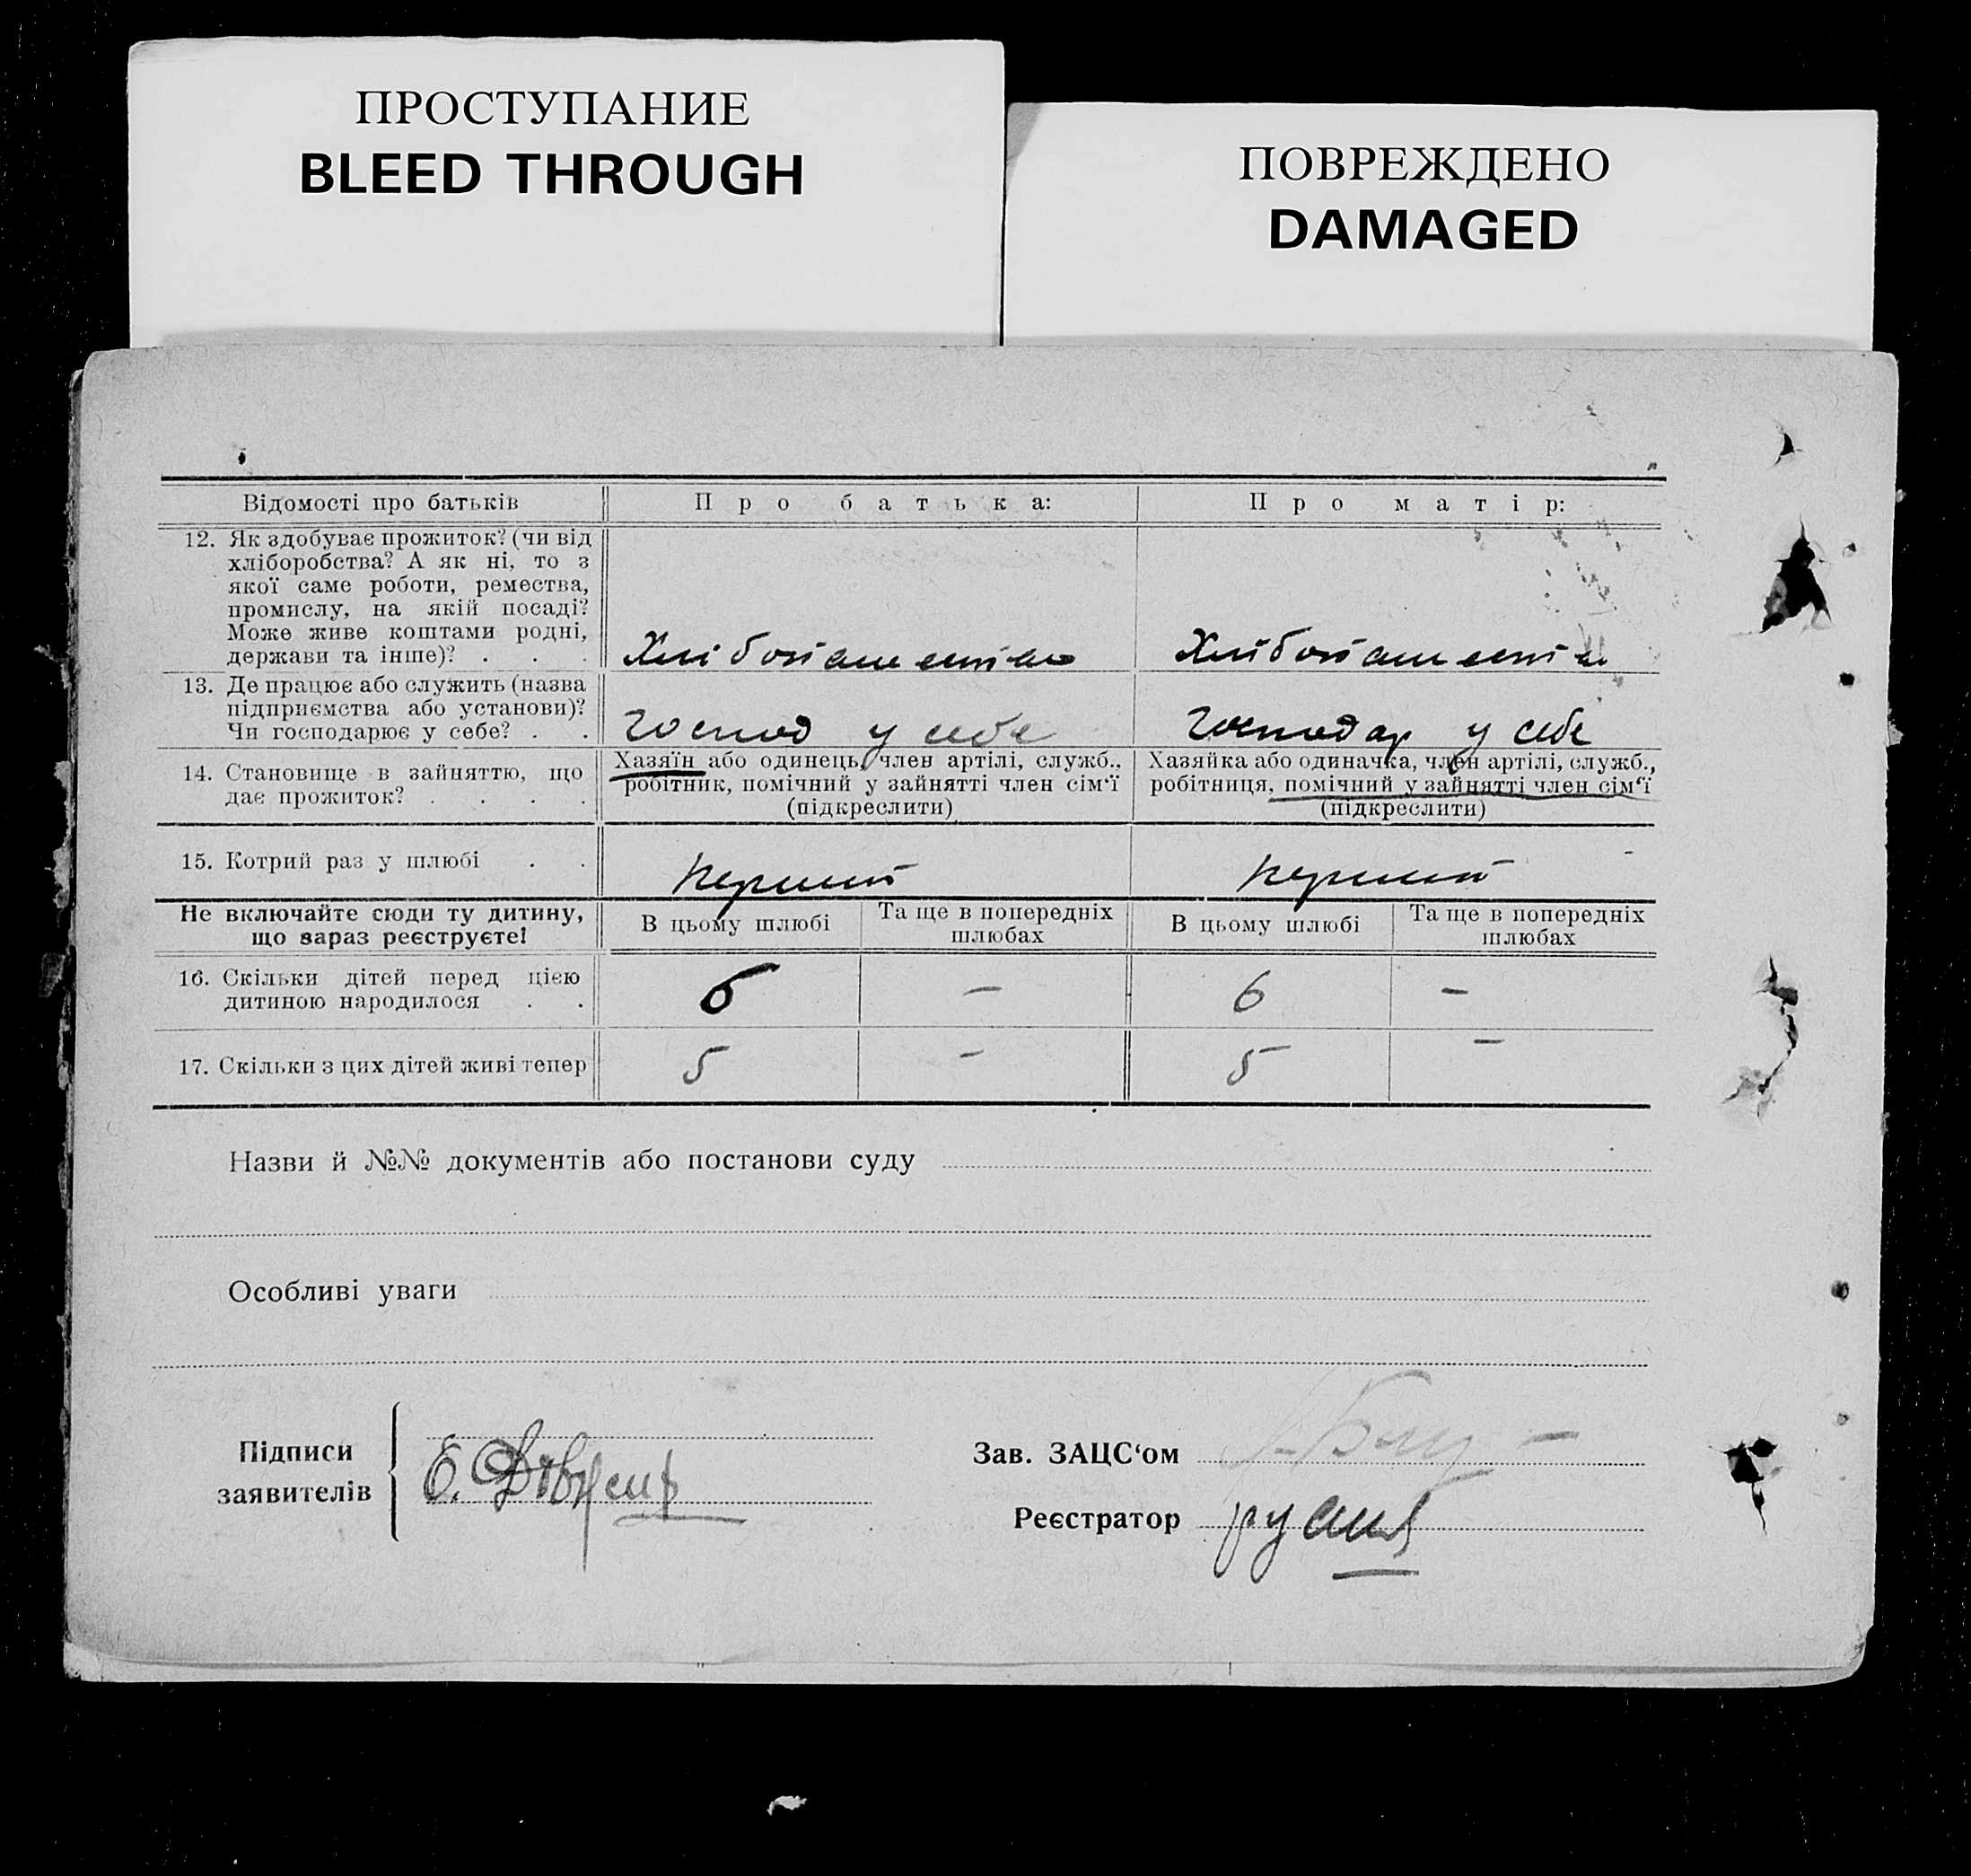 ПРОСТУПАНИЕ
BLEED THROUGH
ПОВРЕЖДЕНО
DAMAGED
Відомості про батьків
Про батька:
Про матір:
12. Як здобуває прожиток? (чи від
хліборобства? А як ні, то з
якої саме роботи, ремества,
промислу, на якій посаді?
Може живе коштами родні,
держави та інше)? . . .
Хлібопашество
Хлібопашество
13. Де працює або служить (назва
підприємства або установи)?
Чи господарює у себе? . .
Господ у себе
Господар у себе
14. Становище в зайняттю, що
дає прожиток? . . . .
Хазяїн або одинець, член артілі, служб.,
робітник, помічний у зайнятті член сім‘ї
(підкреслити)
Хазяйка або одиначка, член артілі, служб.,
робітниця, помічний у зайнятті член сім‘ї
(підкреслити)
15. Котрий раз у шлюбі . .
Перший
Перший
Не включайте сюди ту дитину,
що зараз реєструєте!
В цьому шлюбі
Та ще в попередніх
шлюбах
В цьому шлюбі
Та ще в попередніх
шлюбах
16. Скільки дітей перед цією
дитиною народилося . .
6 — 6 —
17. Скільки з цих дітей живі тепер
5 — 5 —
Назви й №№ документів або постанови суду
Особливі уваги
Підписи
заявителів
Е.
Зав. ЗАЦС‘ом
Реєстратор